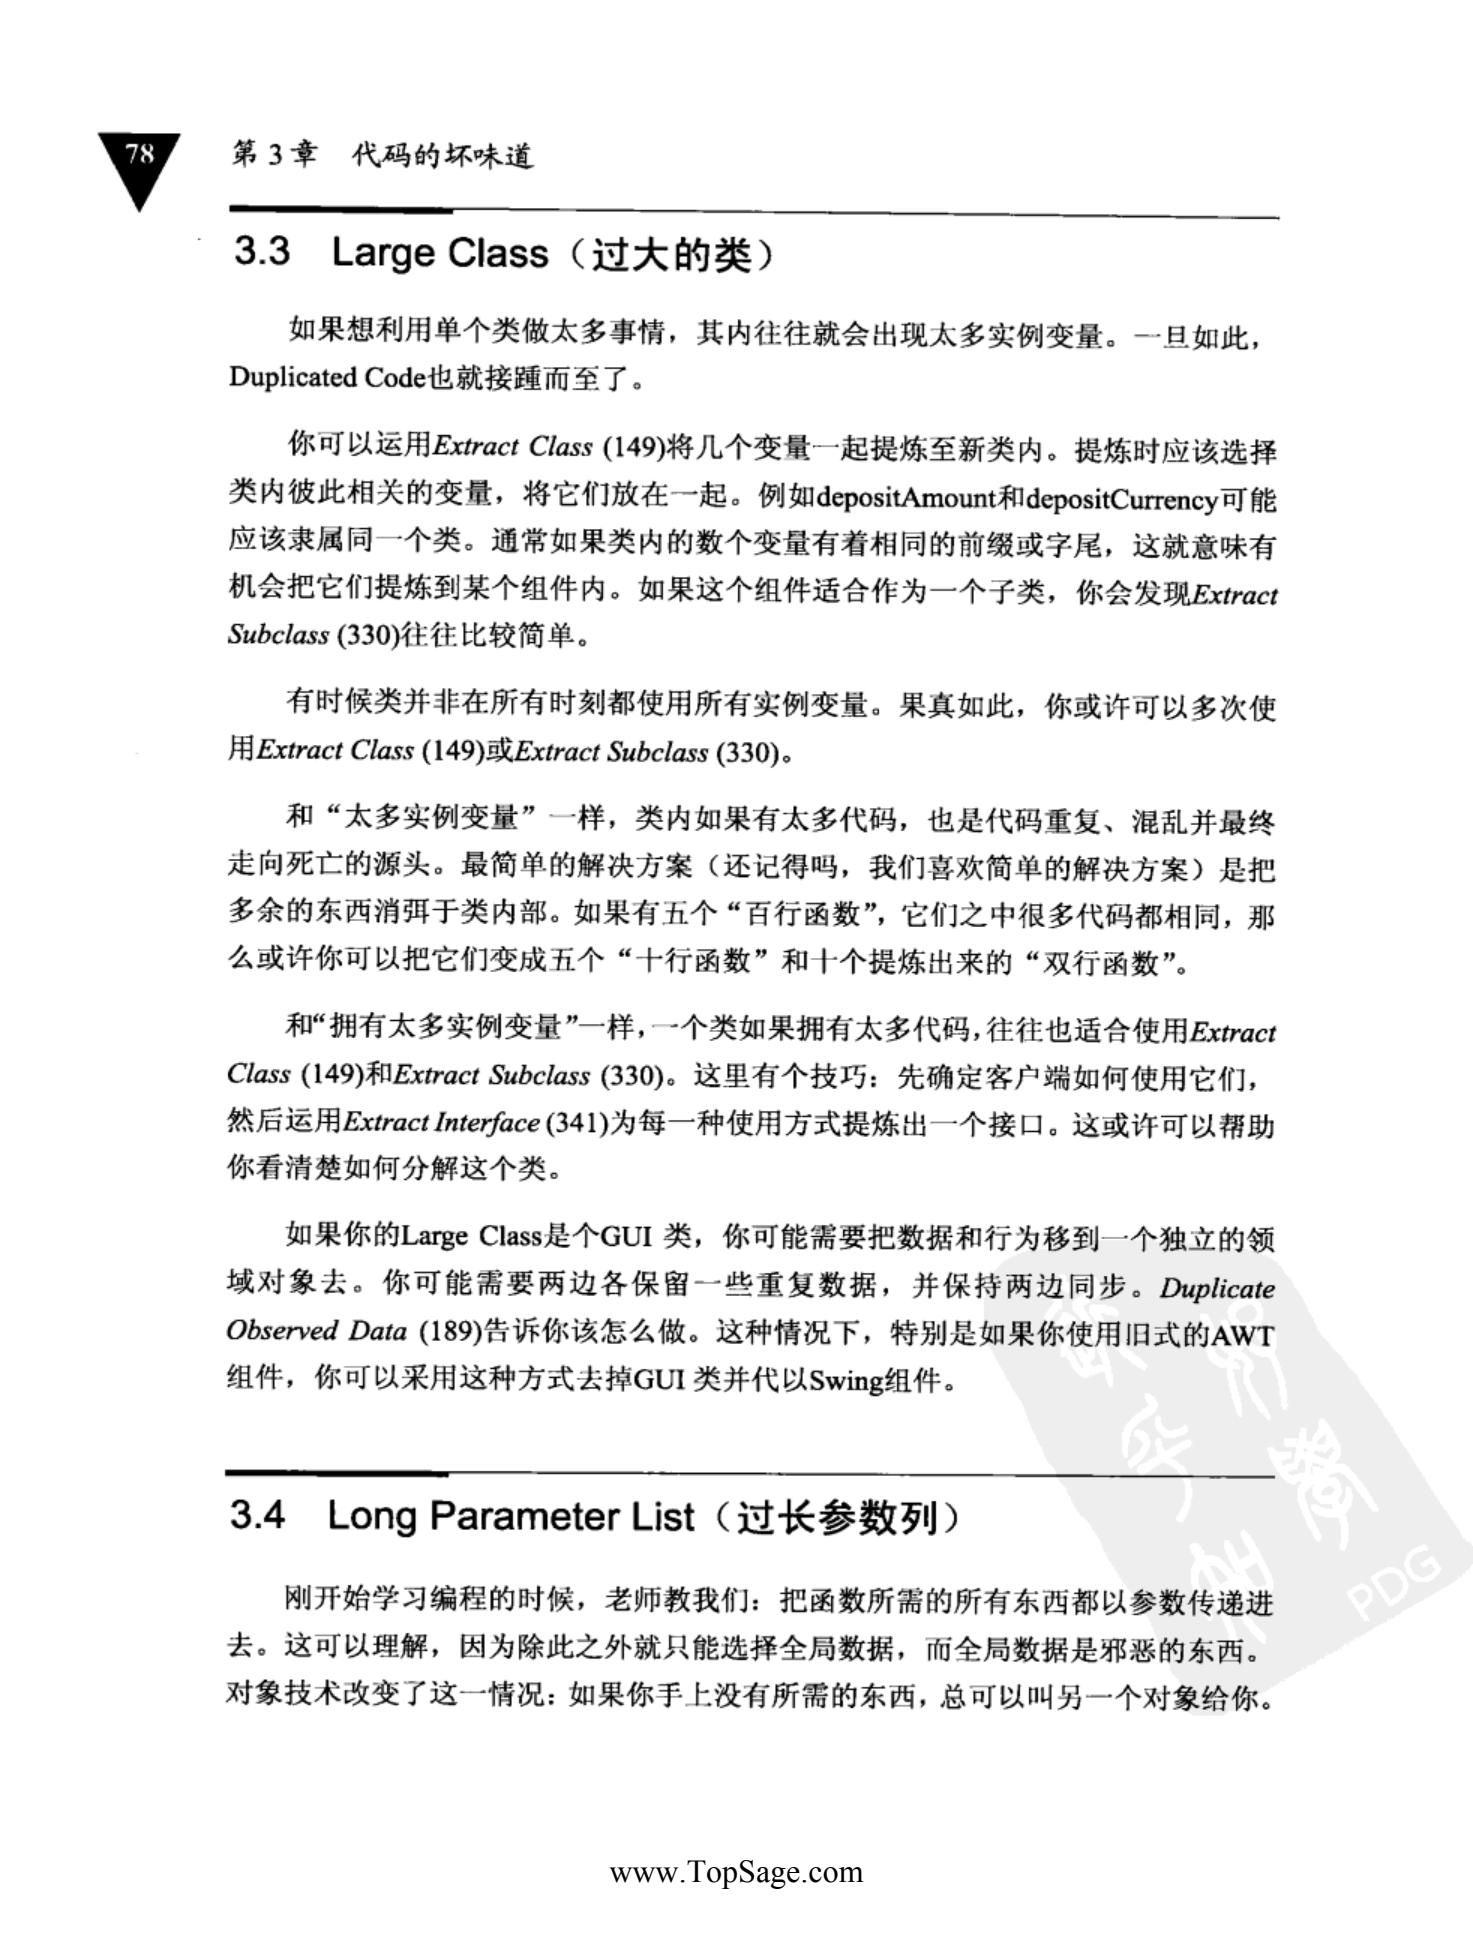 78
第 3 章 代码的坏味道
3.3 Large Class（过大的类）
如果想利用单个类做太多事情，其内往往就会出现太多实例变量。一旦如此，
Duplicated Code也就接踵而至了。
你可以运用Extract Class (149)将几个变量一起提炼至新类内。提炼时应该选择
类内彼此相关的变量，将它们放在一起。例如depositAmount和depositCurrency可能
应该隶属同一个类。通常如果类内的数个变量有着相同的前缀或字尾，这就意味有
机会把它们提炼到某个组件内。如果这个组件适合作为一个子类，你会发现Extract
Subclass (330)往往比较简单。
有时候类并非在所有时刻都使用所有实例变量。果真如此，你或许可以多次使
用Extract Class (149)或Extract Subclass (330)。
和“太多实例变量”一样，类内如果有太多代码，也是代码重复、混乱并最终
走向死亡的源头。最简单的解决方案（还记得吗，我们喜欢简单的解决方案）是把
多余的东西消弭于类内部。如果有五个“百行函数”，它们之中很多代码都相同，那
么或许你可以把它们变成五个“十行函数”和十个提炼出来的“双行函数”。
和“拥有太多实例变量”一样，一个类如果拥有太多代码，往往也适合使用Extract
Class (149)和Extract Subclass (330)。这里有个技巧：先确定客户端如何使用它们，
然后运用Extract Interface (341)为每一种使用方式提炼出一个接口。这或许可以帮助
你看清楚如何分解这个类。
如果你的Large Class是个GUI 类，你可能需要把数据和行为移到一个独立的领
域对象去。你可能需要两边各保留一些重复数据，并保持两边同步。Duplicate
Observed Data (189)告诉你该怎么做。这种情况下，特别是如果你使用旧式的AWT
组件，你可以采用这种方式去掉GUI 类并代以Swing组件。
3.4 Long Parameter List（过长参数列）
刚开始学习编程的时候，老师教我们：把函数所需的所有东西都以参数传递进
去。这可以理解，因为除此之外就只能选择全局数据，而全局数据是邪恶的东西。
对象技术改变了这一情况：如果你手上没有所需的东西，总可以叫另一个对象给你。
PDG
www.TopSage.com